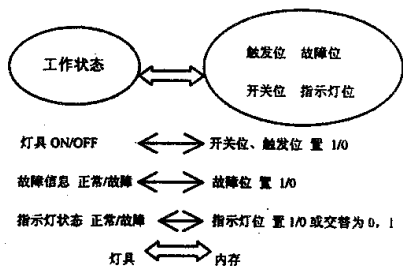 工作状态
触发位 故障位
开关位 指示灯位
灯具 ON/OFF 开关位、触发位 置 1/0
故障信息 正常/故障 故障位 置 1/0
指示灯状态 正常/故障 指示灯位 置 1/0 或交替为 0，1
灯具 内存